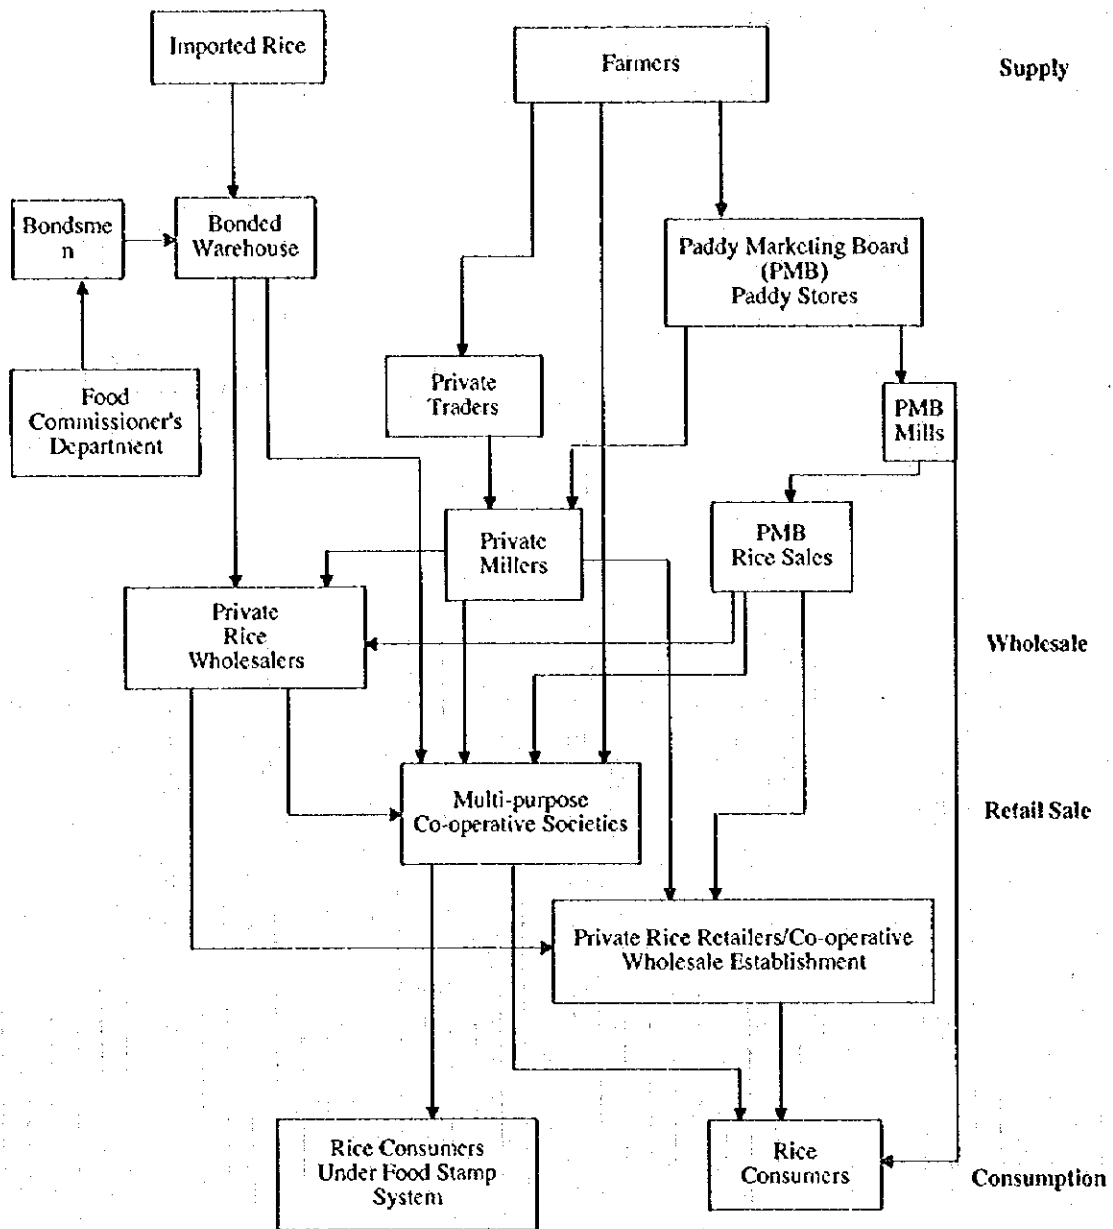 Imported Rice
Farmers
Supply
Bondsme
n
Bonded
Warehouse
Paddy Marketing Board
(PMB)
Paddy Stores
Food
Commissioner's
Department
Private
Traders
PMB
Mills
Private
Millers
PMB
Rice Sales
Private
Rice
Wholesalers
Wholesale
Multi-purpose
Co-operative Societies
Retail Sale
Private Rice Retailers/Co-operative
Wholesale Establishment
Rice Consumers
Under Food Stamp
System
Rice
Consumers
Consumption